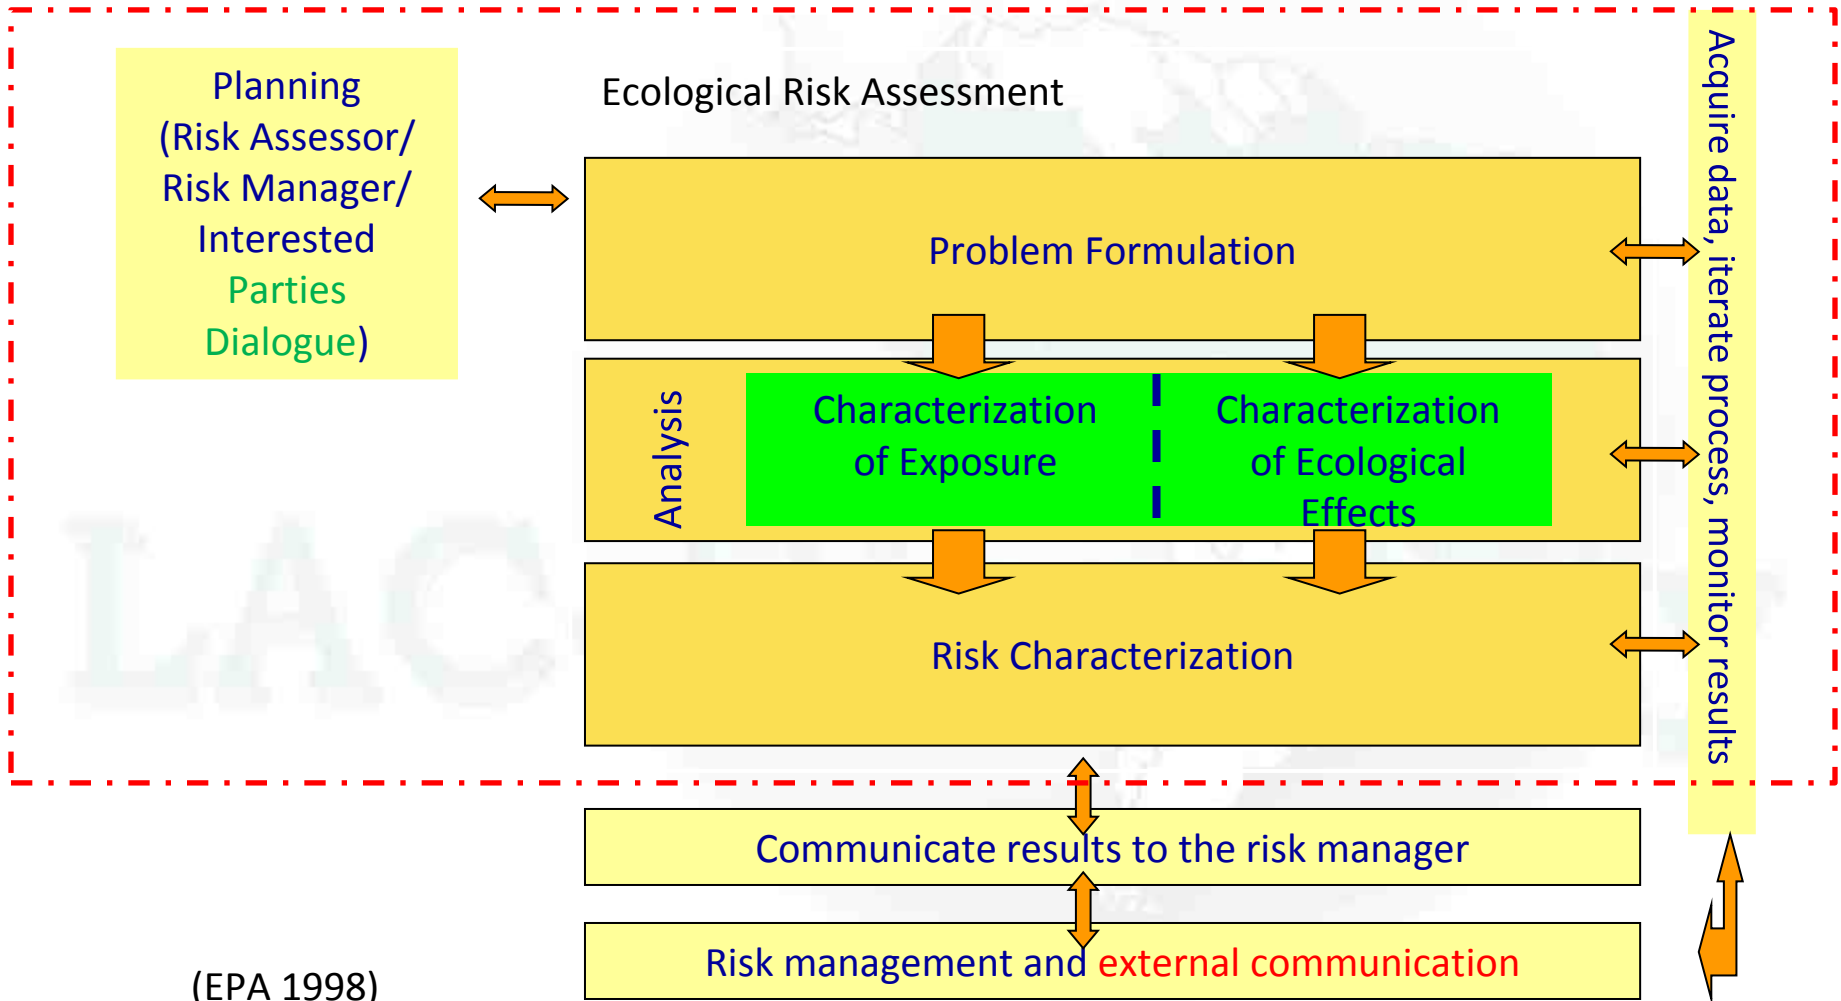 Planning
(Risk Assessor/
Risk Manager/
Interested
Parties
Dialogue)
Ecological Risk Assessment
Problem Formulation
Analysis
Characterization
of Exposure
Characterization
of Ecological
Effects
Risk Characterization
Acquire data, iterate process, monitor results
Communicate results to the risk manager
Risk management and external communication
(EPA 1998)
LAC